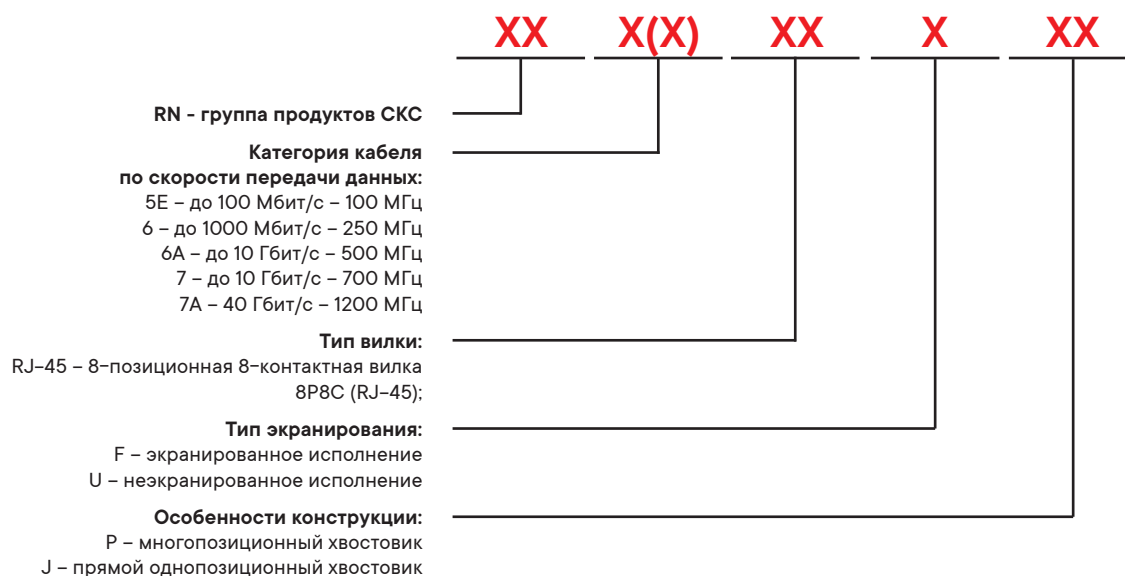 XX X(X) XX X XX
RN - группа продуктов СКС
Категория кабеля
по скорости передачи данных:
5E – до 100 Мбит/с – 100 МГц
6 – до 1000 Мбит/с – 250 МГц
6A – до 10 Гбит/с – 500 МГц
7 – до 10 Гбит/с – 700 МГц
7A – 40 Гбит/с – 1200 МГц
Тип вилки:
RJ-45 – 8-позиционная 8-контактная вилка
8P8C (RJ-45);
Тип экранирования:
F – экранированное исполнение
U – неэкранированное исполнение
Особенности конструкции:
P – многопозиционный хвостовик
J – прямой однопозиционный хвостовик